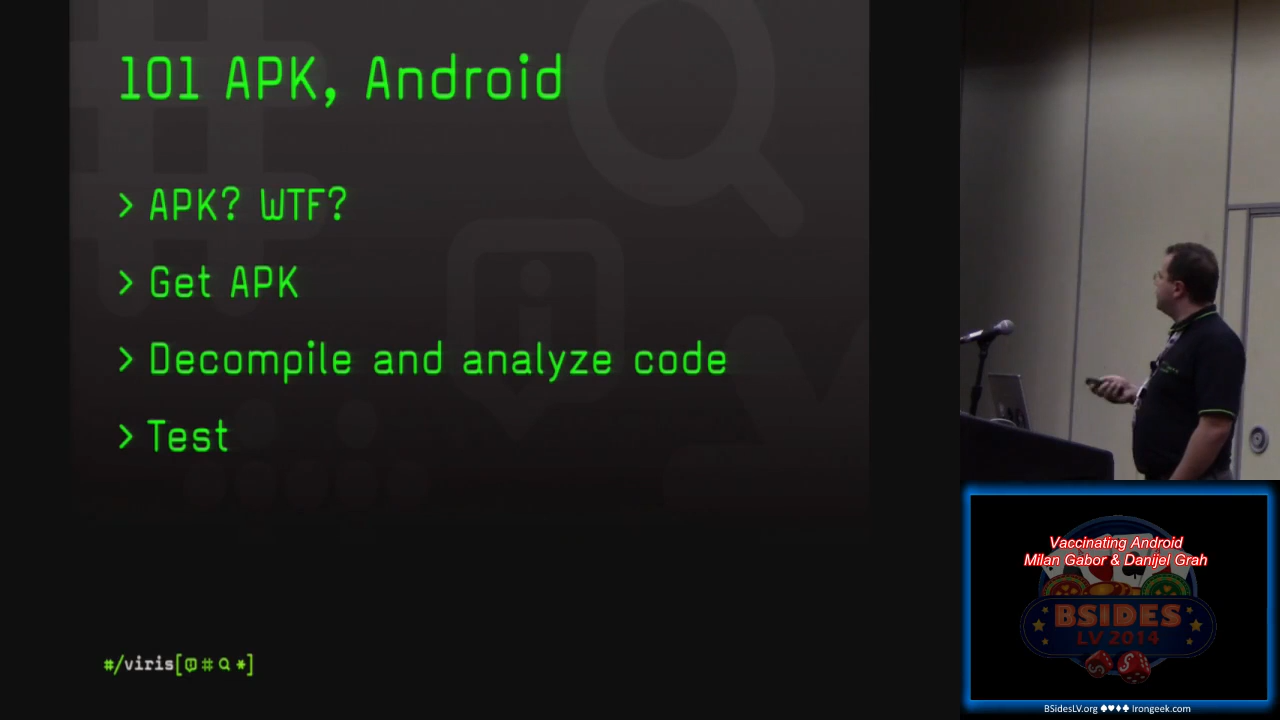 101 APK, Android
> APK? WTF?
> Get APK
> Decompile and analyze code
> Test
#/viris[ # *]
Vaccinating Android
Milan Gabor & Danijel Grah
BSIDES
LV 2014
BSidesLV.org ♠♥♦♣ Irongeek.com